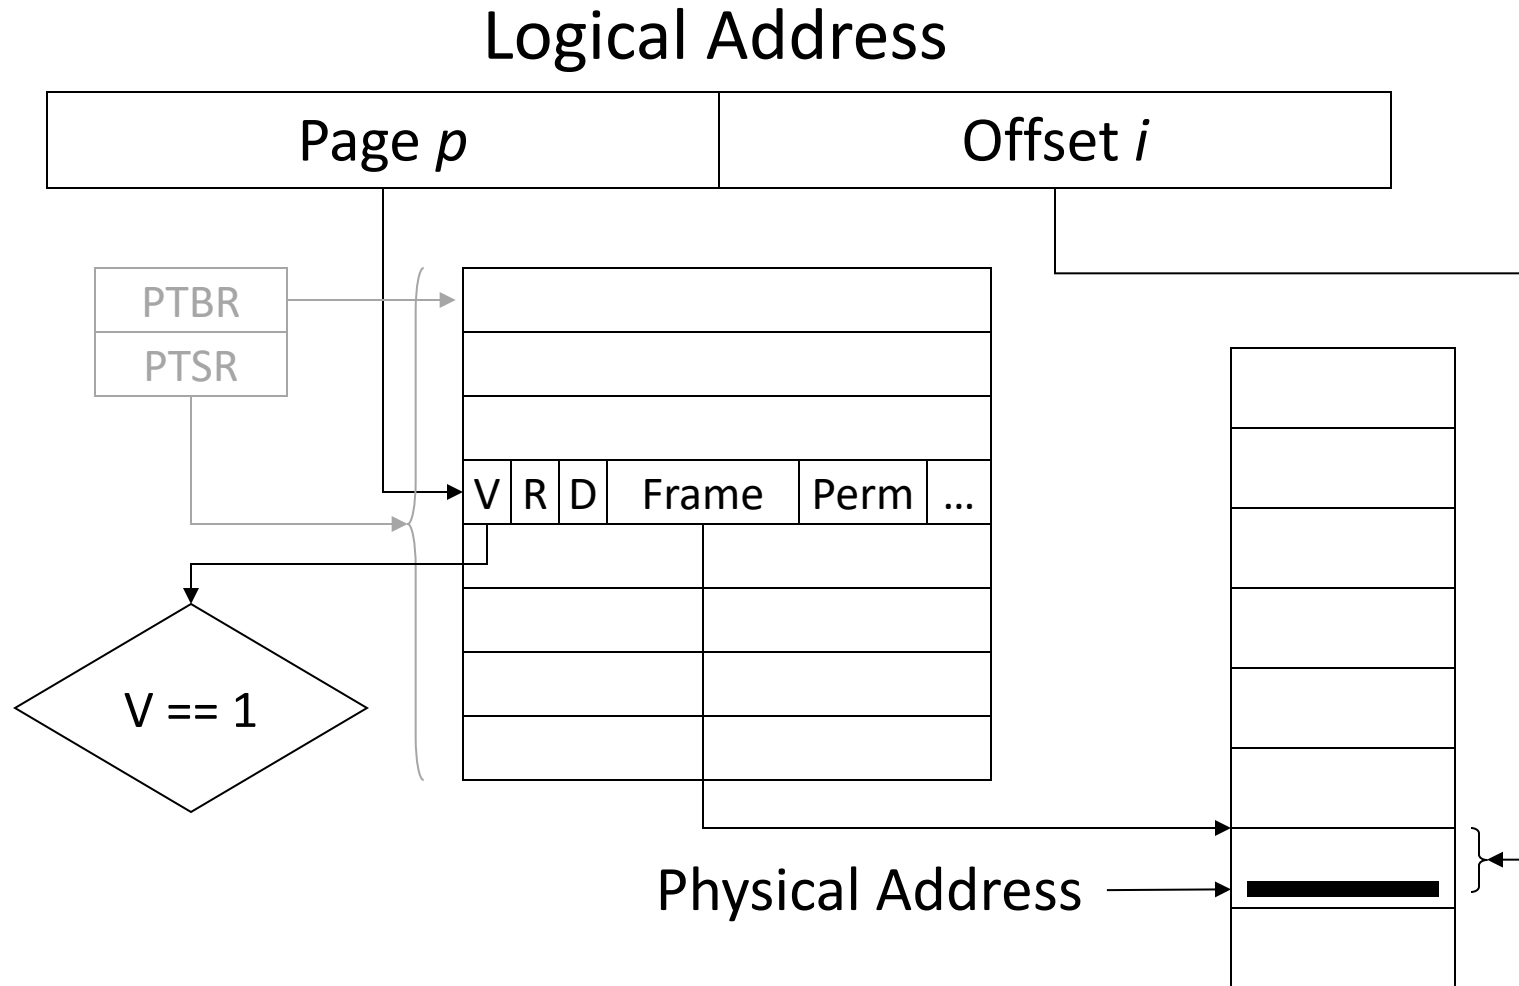 Logical Address
Page p
Offset i
PTBR
PTSR
V
R
D
Frame
Perm
...
V == 1
Physical Address